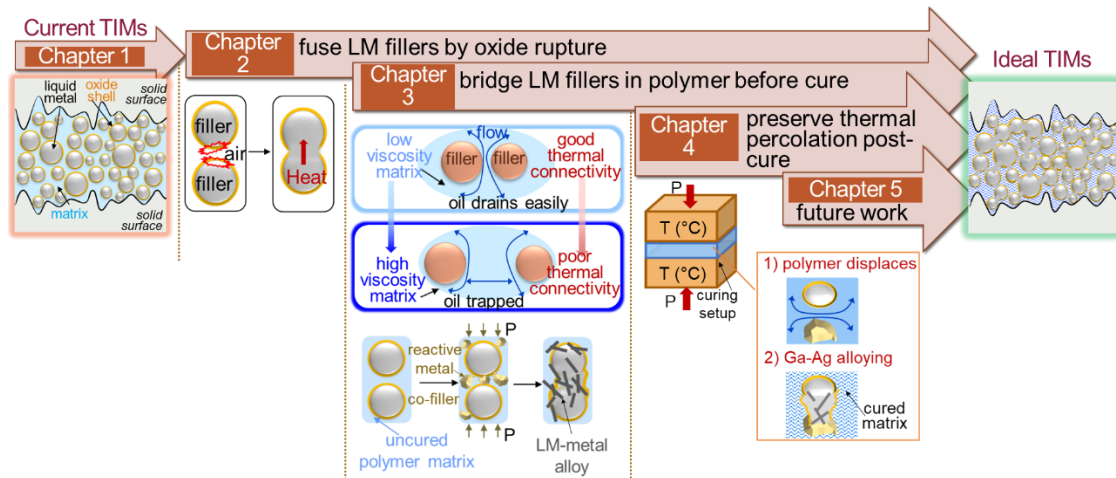 Current TIMs
Chapter 1
liquid
metal
oxide
shell
solid
surface
matrix
solid
surface
Chapter
2
fuse LM fillers by oxide rupture
filler
air
filler
Heat
Chapter
3
bridge LM fillers in polymer before cure
low
viscosity
matrix
flow
filler
filler
good
thermal
connectivity
oil drains easily
high
viscosity
matrix
oil trapped
poor
thermal
connectivity
reactive
metal
co-filler
P
P
uncured
polymer matrix
LM-metal
alloy
Chapter
4
preserve thermal
percolation post-
cure
P
T (°C)
T (°C)
P
curing
setup
Chapter 5
future work
1) polymer displaces
2) Ga-Ag alloying
cured
matrix
Ideal TIMs